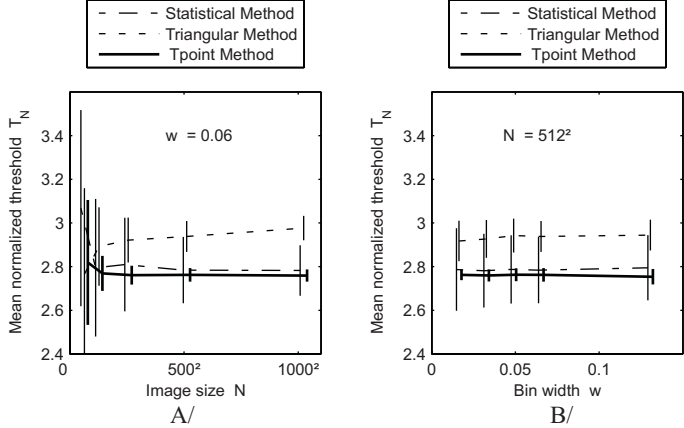 Statistical Method
Triangular Method
Tpoint Method
Mean normalized threshold T_N
3.4
3.2
3
2.8
2.6
2.4
w = 0.06
0
500²
1000²
Image size N
A/
Statistical Method
Triangular Method
Tpoint Method
Mean normalized threshold T_N
3.4
3.2
3
2.8
2.6
2.4
N = 512²
0
0.05
0.1
Bin width w
B/